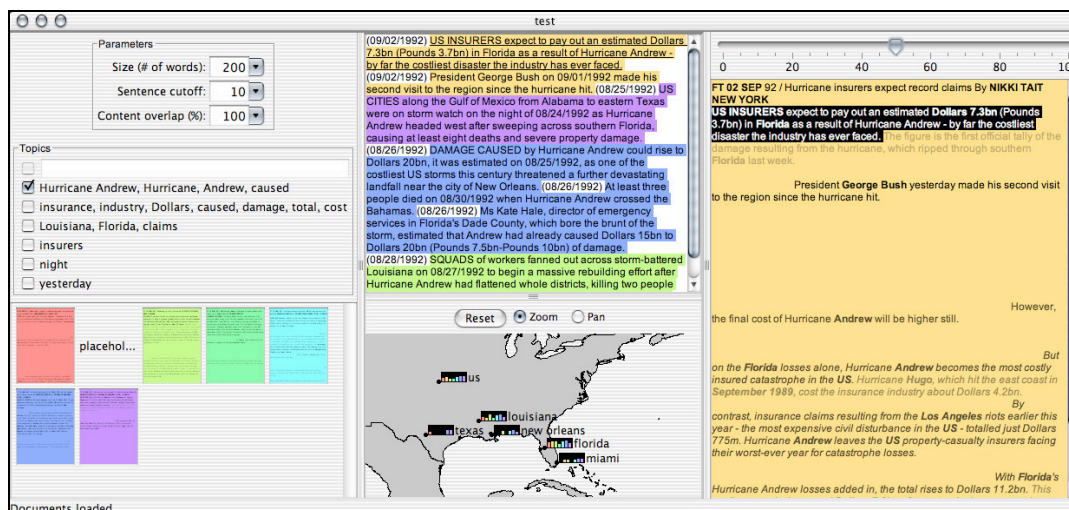 test
Parameters
Size (# of words): 200
Sentence cutoff: 10
Content overlap (%): 100
Topics
Hurricane Andrew, Hurricane, Andrew, caused
insurance, industry, Dollars, caused, damage, total, cost
Louisiana, Florida, claims
insurers
night
yesterday
placehol...
(09/02/1992) US INSURERS expect to pay out an estimated Dollars
7.3bn (Pounds 3.7bn) in Florida as a result of Hurricane Andrew -
by far the costliest disaster the industry has ever faced.
(09/02/1992) President George Bush on 09/01/1992 made his
second visit to the region since the hurricane hit. (08/25/1992) US
CITIES along the Gulf of Mexico from Alabama to eastern Texas
were on storm watch on the night of 08/24/1992 as Hurricane
Andrew headed west after sweeping across southern Florida,
causing at least eight deaths and severe property damage.
(08/26/1992) DAMAGE CAUSED by Hurricane Andrew could rise to
Dollars 20bn, it was estimated on 08/25/1992, as one of the
costliest US storms this century threatened a further devastating
landfall near the city of New Orleans. (08/26/1992) At least three
people died on 08/30/1992 when Hurricane Andrew crossed the
Bahamas. (08/26/1992) Ms Kate Hale, director of emergency
services in Florida's Dade County, which bore the brunt of the
storm, estimated that Andrew had already caused Dollars 15bn to
Dollars 20bn (Pounds 7.5bn-Pounds 10bn) of damage.
(08/28/1992) SQUADS of workers fanned out across storm-battered
Louisiana on 08/27/1992 to begin a massive rebuilding effort after
Hurricane Andrew had flattened whole districts, killing two people
Reset Zoom Pan
us
louisiana
texas new orleans
florida
miami
0 20 40 60 80 10
FT 02 SEP 92 / Hurricane insurers expect record claims By NIKKI TAIT
NEW YORK
US INSURERS expect to pay out an estimated Dollars 7.3bn (Pounds
3.7bn) in Florida as a result of Hurricane Andrew - by far the costliest
disaster the industry has ever faced. The figure is the first official tally of the
damage resulting from the hurricane, which ripped through southern
Florida last week.
President George Bush yesterday made his second visit
to the region since the hurricane hit.
However,
the final cost of Hurricane Andrew will be higher still.
But
on the Florida losses alone, Hurricane Andrew becomes the most costly
insured catastrophe in the US. Hurricane Hugo, which hit the east coast in
September 1989, cost the insurance industry about Dollars 4.2bn.
By
contrast, insurance claims resulting from the Los Angeles riots earlier this
year - the most expensive civil disturbance in the US - totalled just Dollars
775m. Hurricane Andrew leaves the US property-casualty insurers facing
their worst-ever year for catastrophe losses.
With Florida's
Hurricane Andrew losses added in, the total rises to Dollars 11.2bn. This
Documents loaded